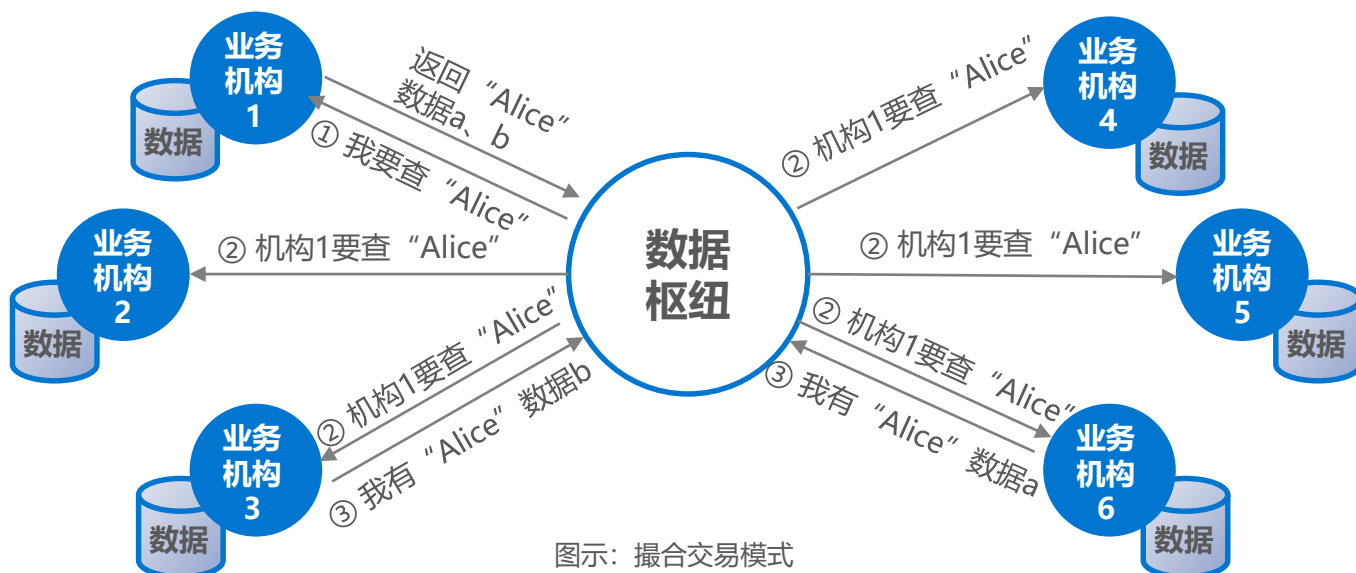 业务
机构
1
数据
返回“Alice”
数据a、b
① 我要查“Alice”
业务
机构
2
数据
② 机构1要查“Alice”
业务
机构
3
数据
② 机构1要查“Alice”
③ 我有“Alice”数据b
数据
枢纽
② 机构1要查“Alice”
业务
机构
4
数据
② 机构1要查“Alice”
业务
机构
5
数据
② 机构1要查“Alice”
③ 我有“Alice”数据a
业务
机构
6
数据
图示：撮合交易模式